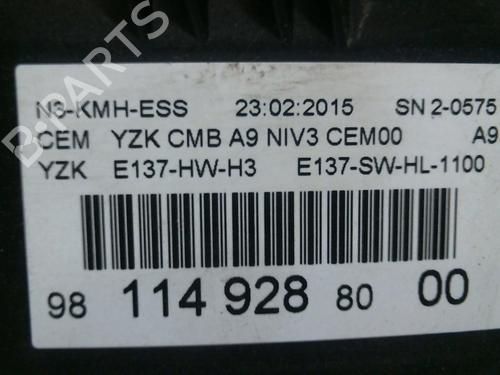 N3-KMH-ESS 23:02:2015 SN 2-0575
CEM YZK CMB A9 NIV3 CEM00 A9
YZK E137-HW-H3 E137-SW-HL-1100
98 114 928 80 00
B-PARTS